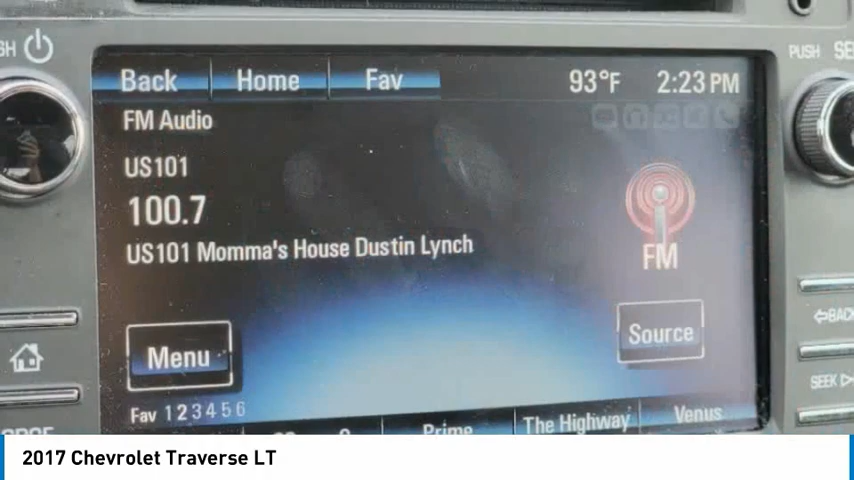 PUSH SE
Back Home Fav 93°F 2:23 PM
FM Audio
US101
100.7
US101 Momma's House Dustin Lynch
FM
Menu Source
BACK
SEEK
Fav 1 2 3 4 5 6
Prime The Highway Venus
2017 Chevrolet Traverse LT